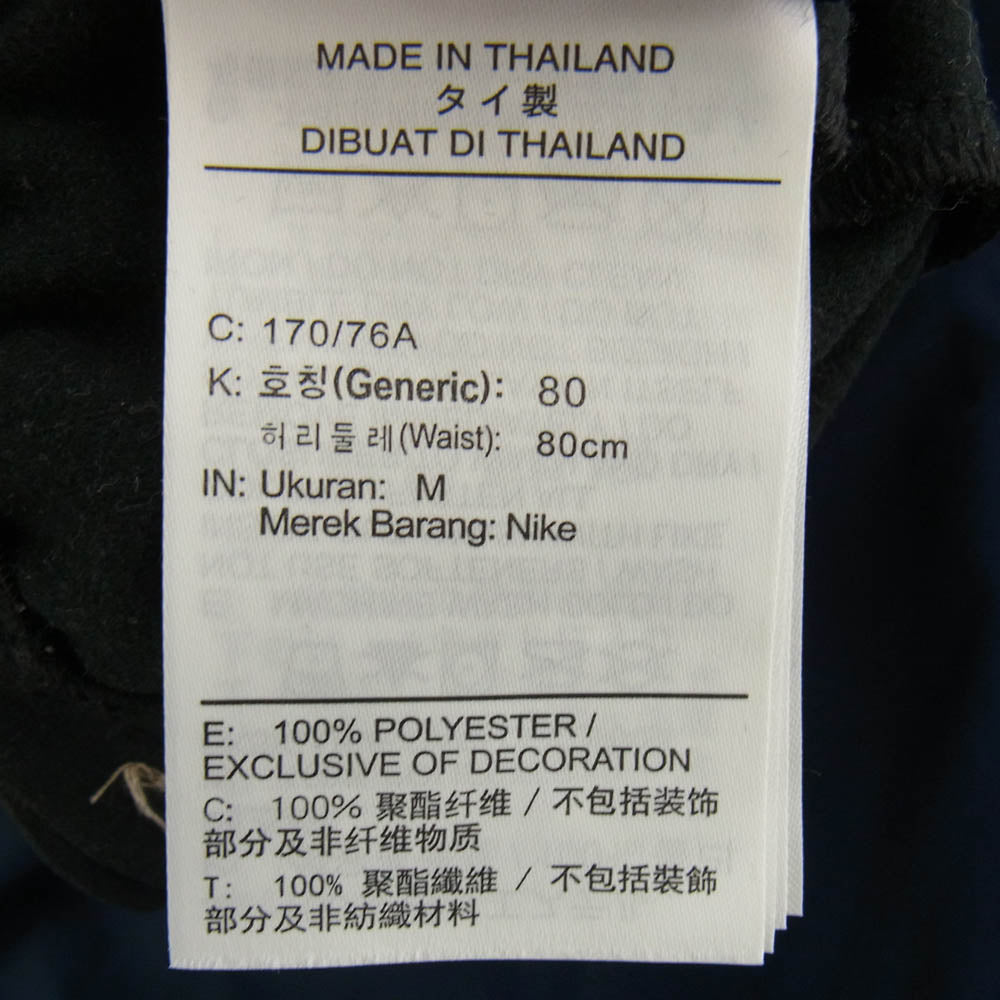 MADE IN THAILAND
タイ製
DIBUAT DI THAILAND
C: 170/76A
K: 호칭(Generic): 80
허리둘레(Waist): 80cm
IN: Ukuran: M
Merek Barang: Nike
E: 100% POLYESTER /
EXCLUSIVE OF DECORATION
C: 100% 聚酯纤维 / 不包括装饰
部分及非纤维物质
T: 100% 聚酯纖維 / 不包括裝飾
部分及非紡織材料